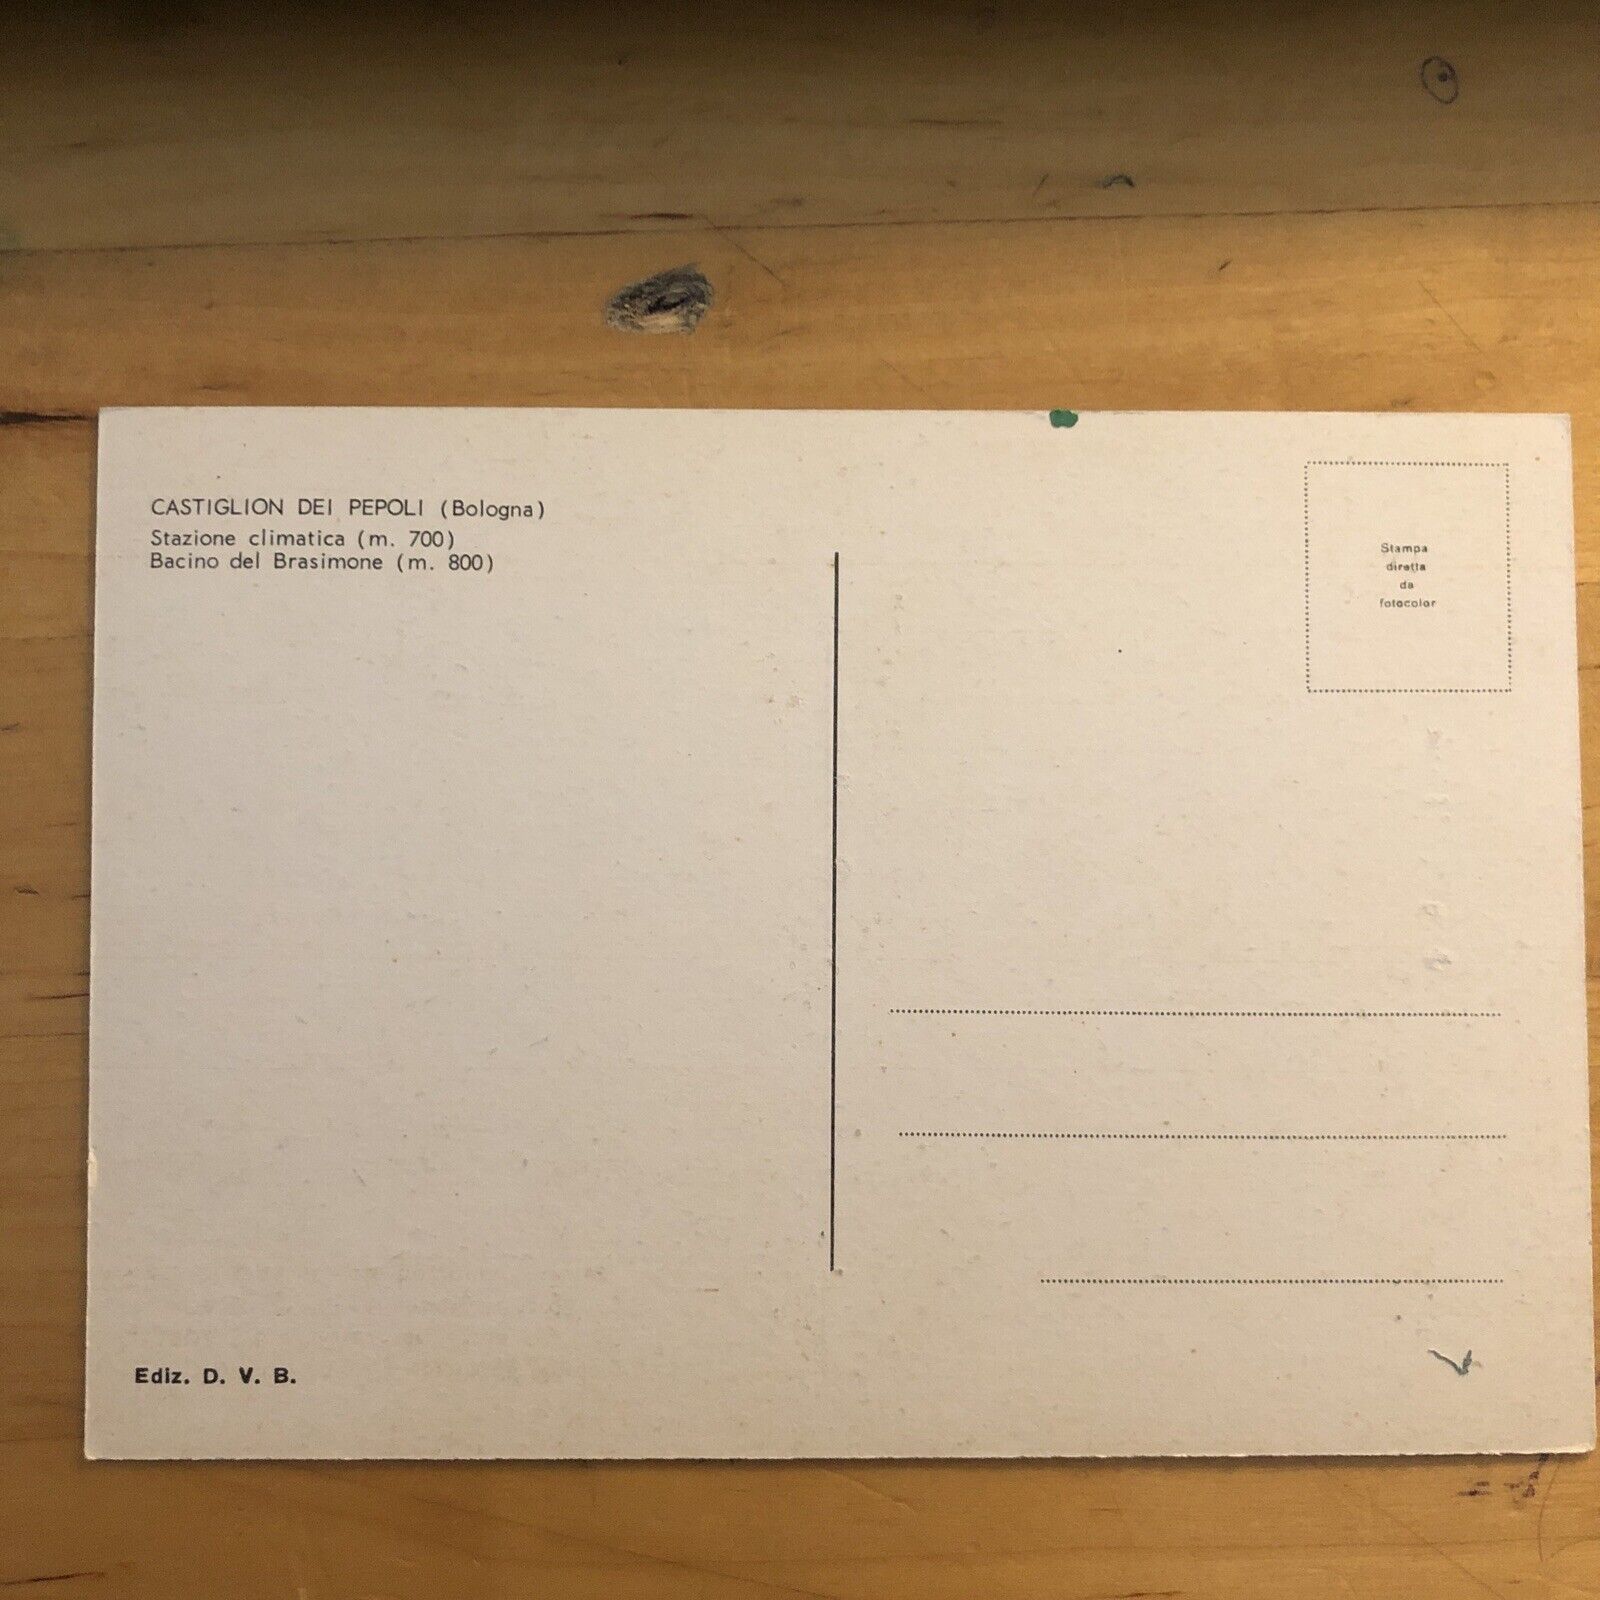 CASTIGLION DEI PEPOLI (Bologna)
Stazione climatica (m. 700)
Bacino del Brasimone (m. 800)
Stampa
diretta
da
fotocolor
Ediz. D. V. B.